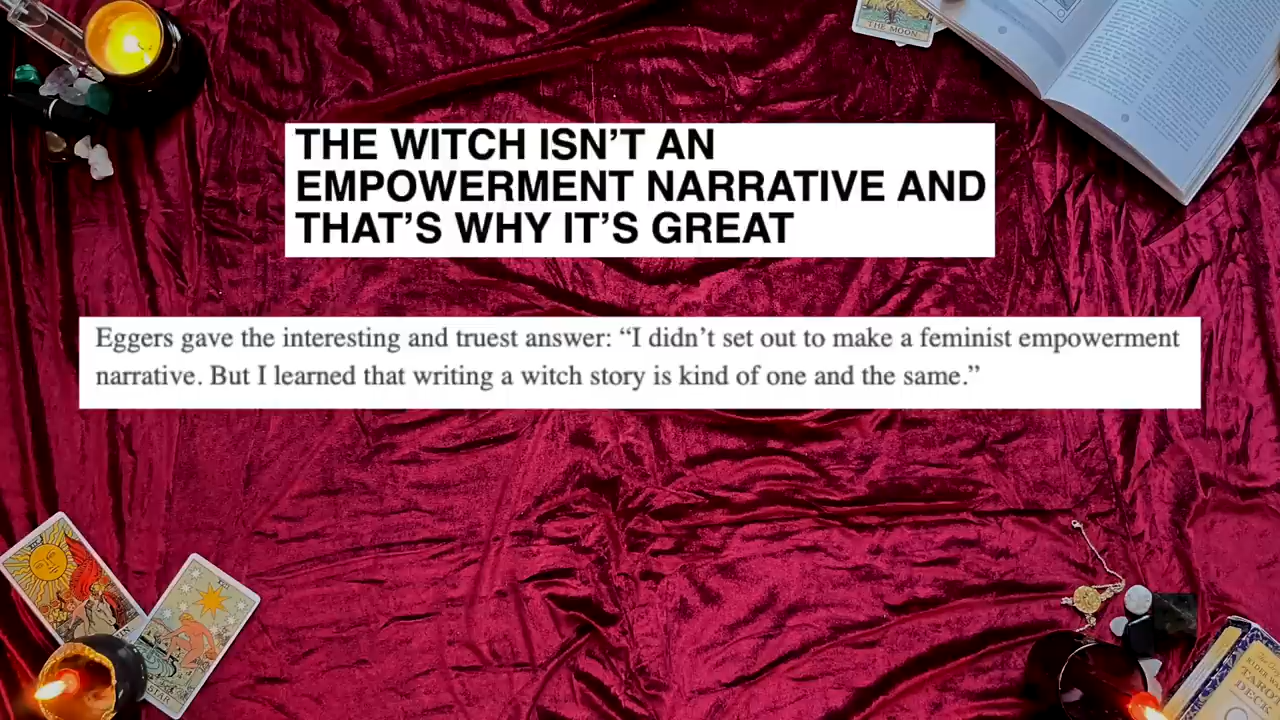 THE MOON
THE WITCH ISN’T AN
EMPOWERMENT NARRATIVE AND
THAT’S WHY IT’S GREAT
Eggers gave the interesting and truest answer: “I didn’t set out to make a feminist empowerment
narrative. But I learned that writing a witch story is kind of one and the same.”
STAR
TAROT
DECK